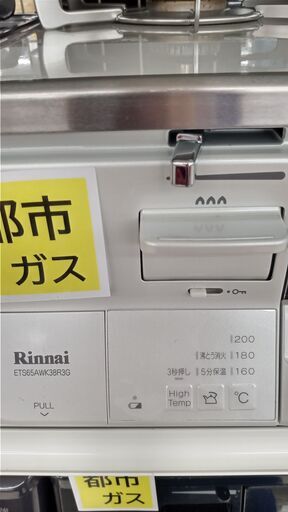 都市
ガス
Rinnai
ETS65AWK38R3G
PULL
200
沸とう消火 180
3秒押し 5分保温 160
High Temp
℃
都市
ガス